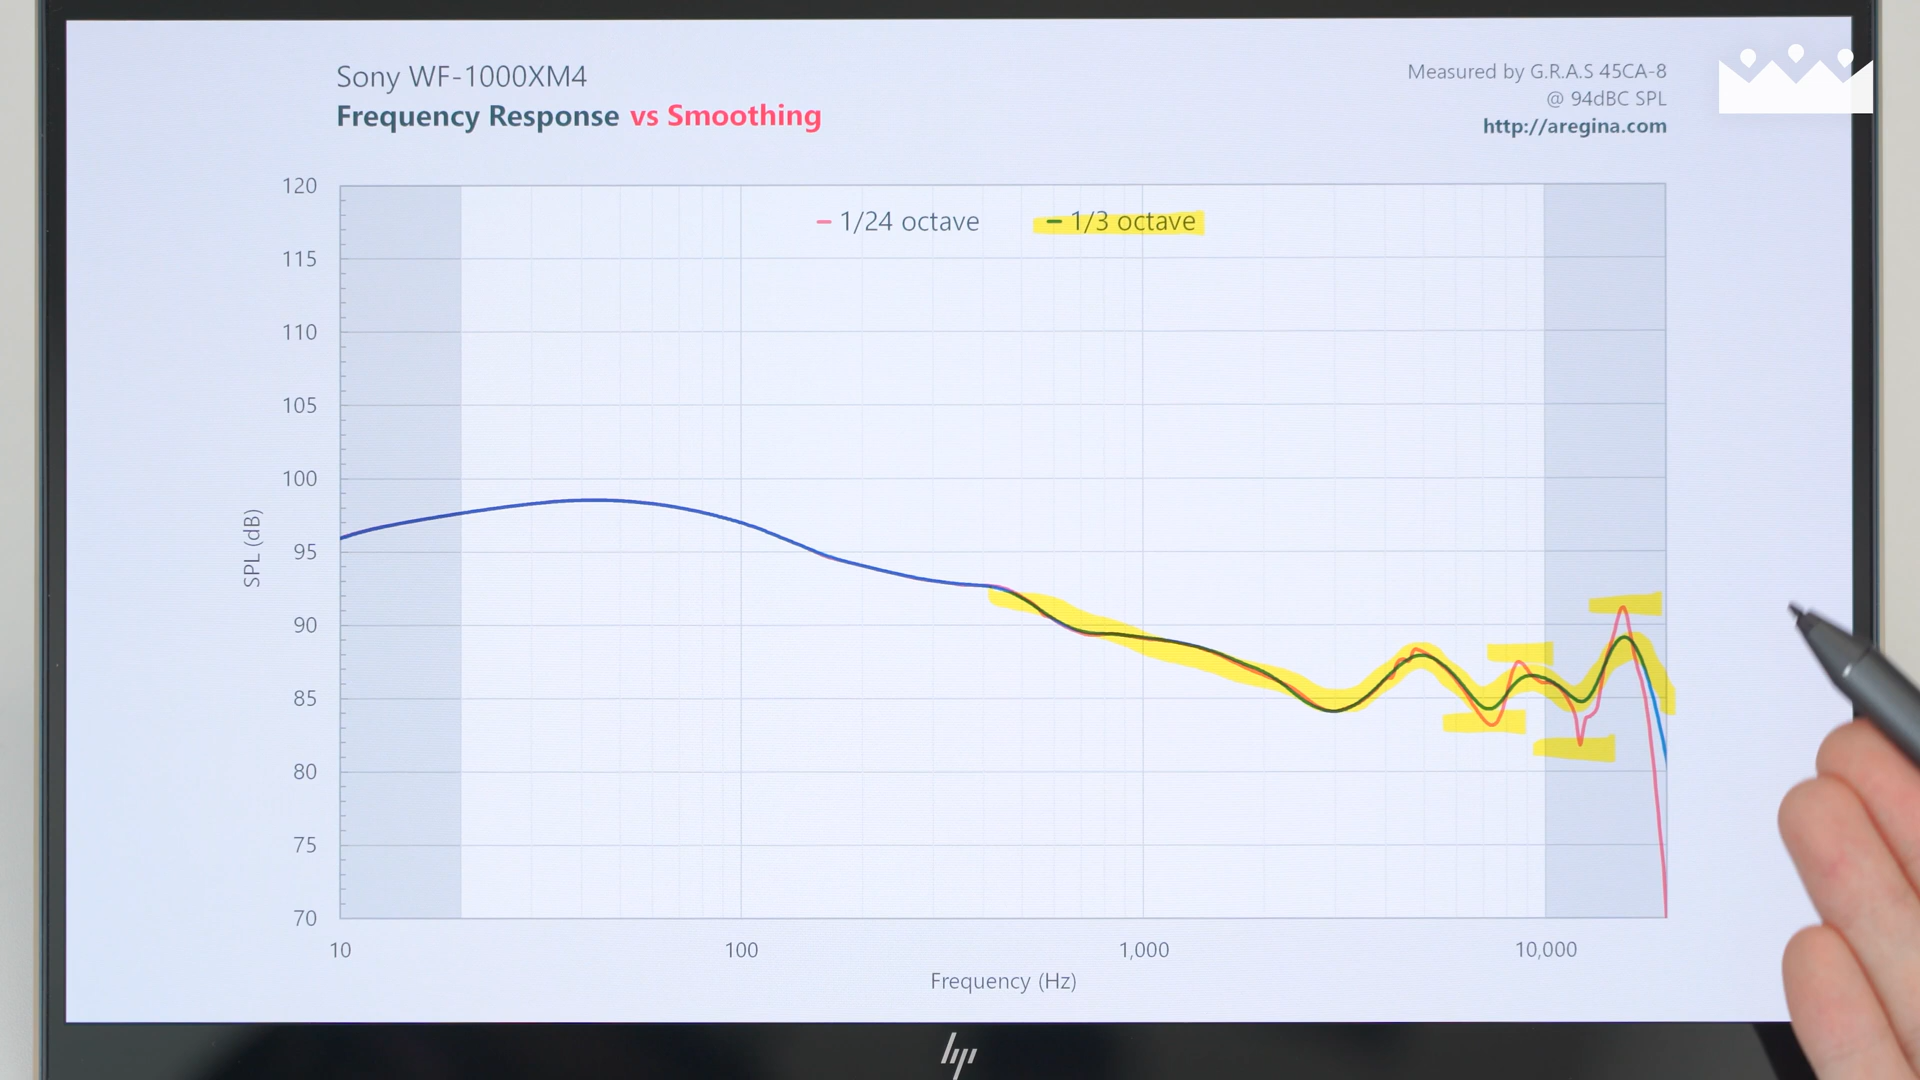 Sony WF-1000XM4
Frequency Response vs Smoothing
Measured by G.R.A.S 45CA-8
@ 94dBC SPL
http://aregina.com
1/24 octave
1/3 octave
120
115
110
105
100
95
90
85
80
75
70
SPL (dB)
10
100
1,000
10,000
Frequency (Hz)
hp